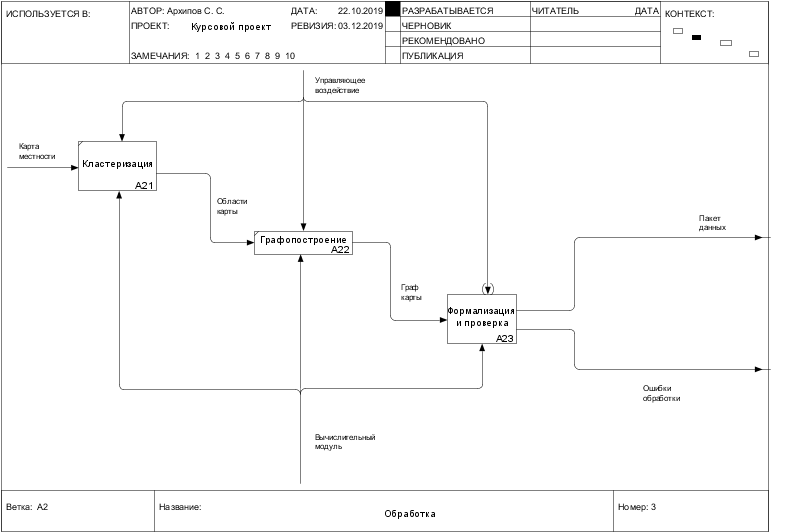 ИСПОЛЬЗУЕТСЯ В:
АВТОР: Архипов С. С.
ДАТА: 22.10.2019
РАЗРАБАТЫВАЕТСЯ
ЧИТАТЕЛЬ
ДАТА
КОНТЕКСТ:
ПРОЕКТ: Курсовой проект
РЕВИЗИЯ: 03.12.2019
ЧЕРНОВИК
РЕКОМЕНДОВАНО
ЗАМЕЧАНИЯ: 1 2 3 4 5 6 7 8 9 10
ПУБЛИКАЦИЯ
Управляющее
воздействие
Карта
местности
Кластеризация
A21
Области
карты
Графопостроение
A22
Пакет
данных
Граф
карты
Формализация
и проверка
A23
Ошибки
обработки
Вычислительный
модуль
Ветка: A2
Название:
Обработка
Номер: 3